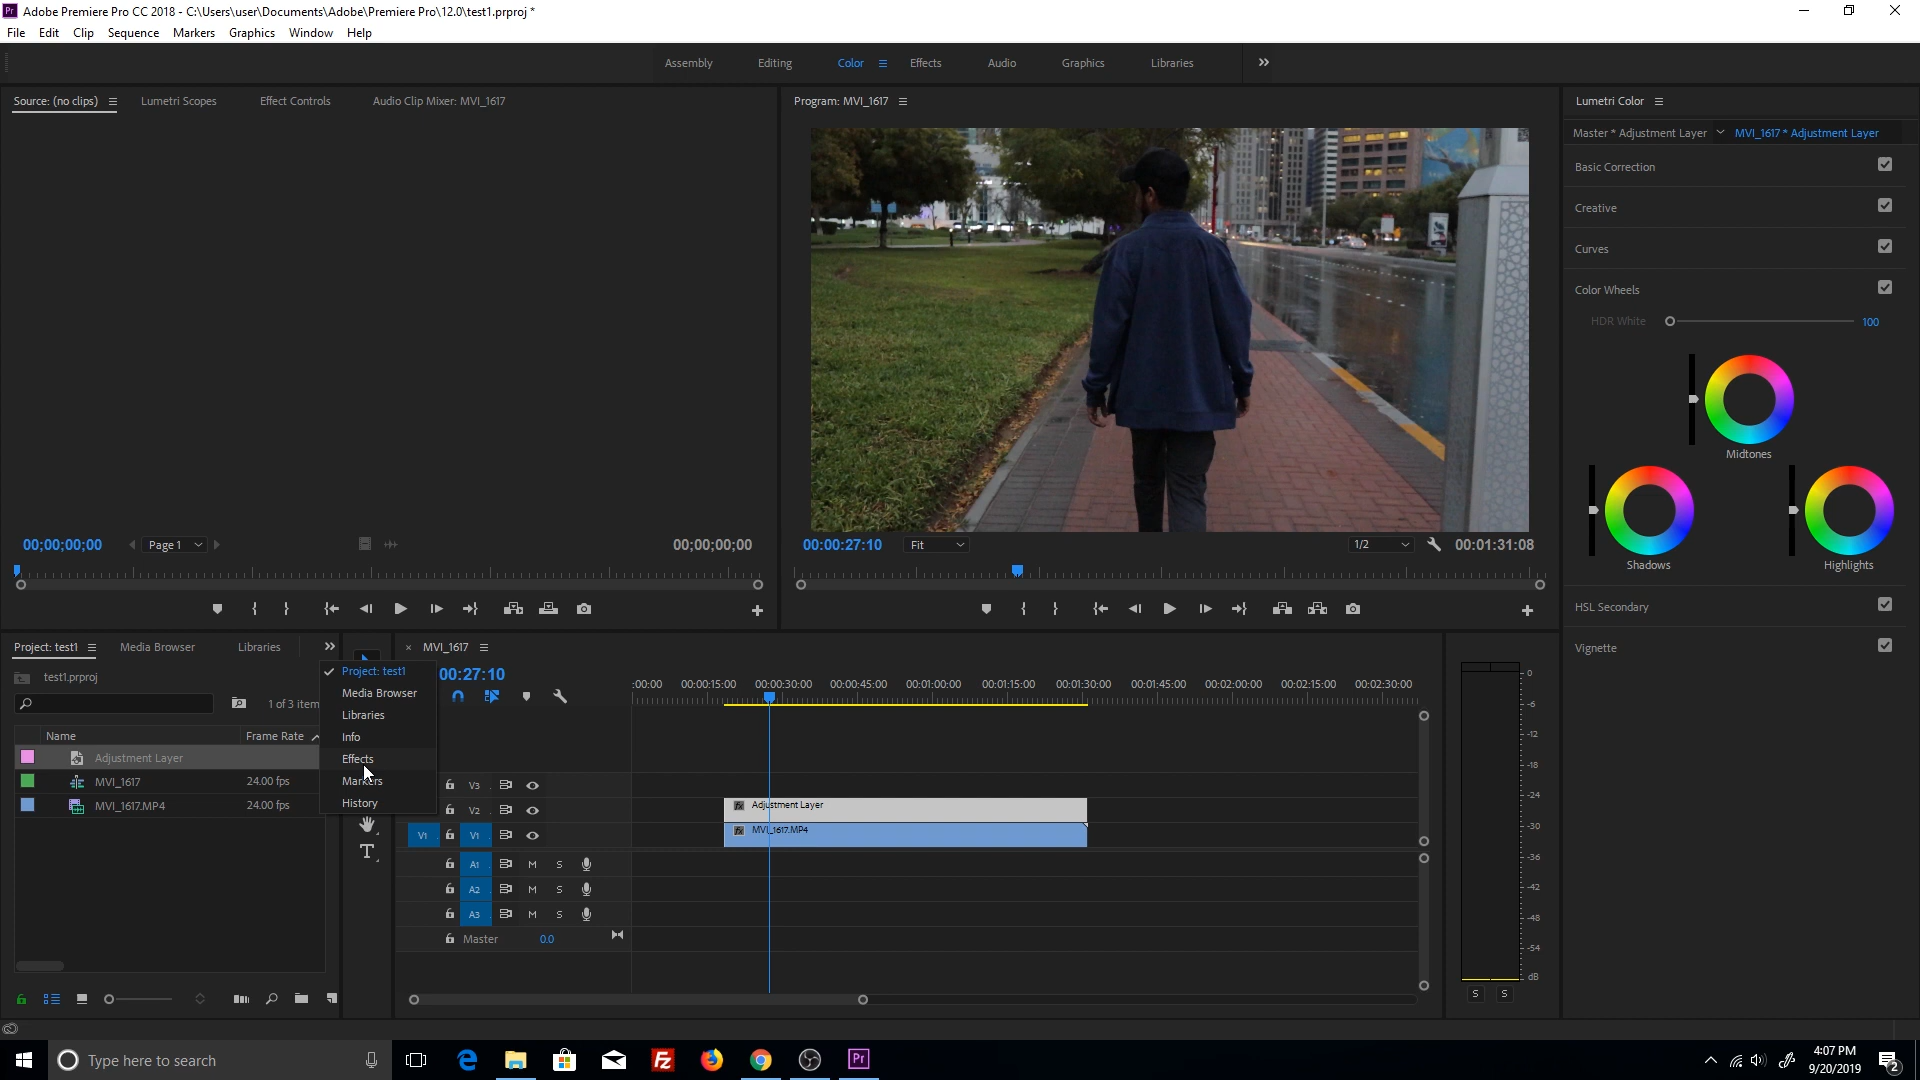 Pr Adobe Premiere Pro CC 2018 - C:\Users\user\Documents\Adobe\Premiere Pro\12.0\test1.prproj *
File Edit Clip Sequence Markers Graphics Window Help
Assembly Editing Color Effects Audio Graphics Libraries
Source: (no clips) Lumetri Scopes Effect Controls Audio Clip Mixer: MVI_1617
Program: MVI_1617
Lumetri Color
Master * Adjustment Layer MVI_1617 * Adjustment Layer
Basic Correction
Creative
Curves
Color Wheels
HDR White 100
Midtones
Shadows Highlights
HSL Secondary
Vignette
00;00;00;00 Page 1 00;00;00;00
00:00:27:10 Fit 1/2 00:01:31:08
Project: test1 Media Browser Libraries
test1.prproj
1 of 3 item
Name Frame Rate
Adjustment Layer
MVI_1617 24.00 fps
MVI_1617.MP4 24.00 fps
Project: test1
Media Browser
Libraries
Info
Effects
Markers
History
T
MVI_1617
00:27:10
:00:00 00:00:15:00 00:00:30:00 00:00:45:00 00:01:00:00 00:01:15:00 00:01:30:00 00:01:45:00 00:02:00:00 00:02:15:00 00:02:30:00
V3
V2 fx Adjustment Layer
V1 V1 fx MVI_1617.MP4
A1 M S
A2 M S
A3 M S
Master 0.0
0
-6
-12
-18
-24
-30
-36
-42
-48
-54
dB
S S
Type here to search
Fz
Pr
4:07 PM
9/20/2019
2